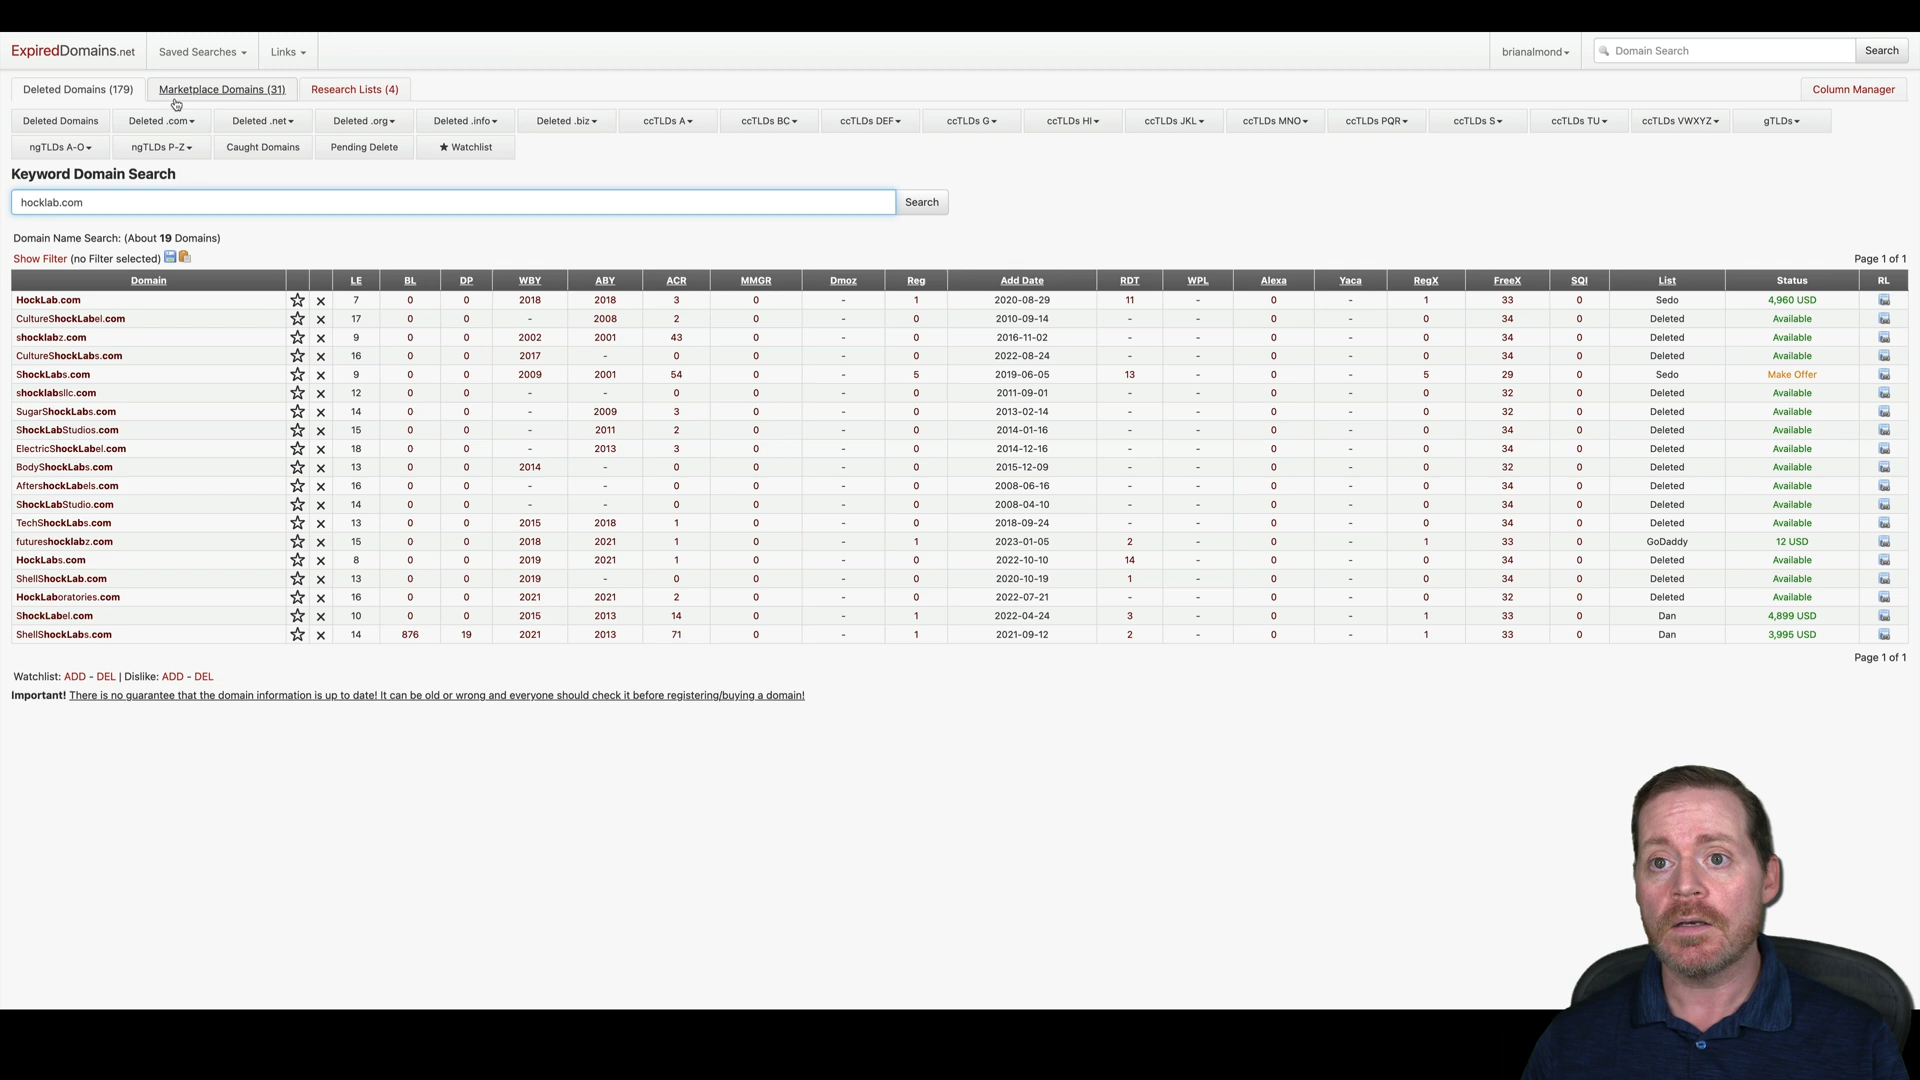 ExpiredDomains.net Saved Searches Links brianalmond Domain Search Search
Deleted Domains (179) Marketplace Domains (31) Research Lists (4) Column Manager
Deleted Domains Deleted .com Deleted .net Deleted .org Deleted .info Deleted .biz ccTLDs A ccTLDs BC ccTLDs DEF ccTLDs G ccTLDs HI ccTLDs JKL ccTLDs MNO ccTLDs PQR ccTLDs S ccTLDs TU ccTLDs VWXYZ gTLDs
ngTLDs A-O ngTLDs P-Z Caught Domains Pending Delete ★ Watchlist
Keyword Domain Search
hocklab.com Search
Domain Name Search: (About 19 Domains)
Show Filter (no Filter selected) Page 1 of 1
Domain LE BL DP WBY ABY ACR MMGR Dmoz Reg Add Date RDT WPL Alexa Yaca RegX FreeX SQI List Status RL
HockLab.com 7 0 0 2018 2018 3 0 - 1 2020-08-29 11 - 0 - 1 33 0 Sedo 4,960 USD
CultureShockLabel.com 17 0 0 - 2008 2 0 - 0 2010-09-14 - - 0 - 0 34 0 Deleted Available
shocklabz.com 9 0 0 2002 2001 43 0 - 0 2016-11-02 - - 0 - 0 34 0 Deleted Available
CultureShockLabs.com 16 0 0 2017 - 0 0 - 0 2022-08-24 - - 0 - 0 34 0 Deleted Available
ShockLabs.com 9 0 0 2009 2001 54 0 - 5 2019-06-05 13 - 0 - 5 29 0 Sedo Make Offer
shocklabsllc.com 12 0 0 - - 0 0 - 0 2011-09-01 - - 0 - 0 32 0 Deleted Available
SugarShockLabs.com 14 0 0 - 2009 3 0 - 0 2013-02-14 - - 0 - 0 32 0 Deleted Available
ShockLabStudios.com 15 0 0 - 2011 2 0 - 0 2014-01-16 - - 0 - 0 34 0 Deleted Available
ElectricShockLabel.com 18 0 0 - 2013 3 0 - 0 2014-12-16 - - 0 - 0 34 0 Deleted Available
BodyShockLabs.com 13 0 0 2014 - 0 0 - 0 2015-12-09 - - 0 - 0 32 0 Deleted Available
AftershockLabels.com 16 0 0 - - 0 0 - 0 2008-06-16 - - 0 - 0 34 0 Deleted Available
ShockLabStudio.com 14 0 0 - - 0 0 - 0 2008-04-10 - - 0 - 0 34 0 Deleted Available
TechShockLabs.com 13 0 0 2015 2018 1 0 - 0 2018-09-24 - - 0 - 0 34 0 Deleted Available
futureshocklabz.com 15 0 0 2018 2021 1 0 - 1 2023-01-05 2 - 0 - 1 33 0 GoDaddy 12 USD
HockLabs.com 8 0 0 2019 2021 1 0 - 0 2022-10-10 14 - 0 - 0 34 0 Deleted Available
ShellShockLab.com 13 0 0 2019 - 0 0 - 0 2020-10-19 1 - 0 - 0 34 0 Deleted Available
HockLaboratories.com 16 0 0 2021 2021 2 0 - 0 2022-07-21 - - 0 - 0 32 0 Deleted Available
ShockLabel.com 10 0 0 2015 2013 14 0 - 1 2022-04-24 3 - 0 - 1 33 0 Dan 4,899 USD
ShellShockLabs.com 14 876 19 2021 2013 71 0 - 1 2021-09-12 2 - 0 - 1 33 0 Dan 3,995 USD
Page 1 of 1
Watchlist: ADD - DEL | Dislike: ADD - DEL
Important! There is no guarantee that the domain information is up to date! It can be old or wrong and everyone should check it before registering/buying a domain!